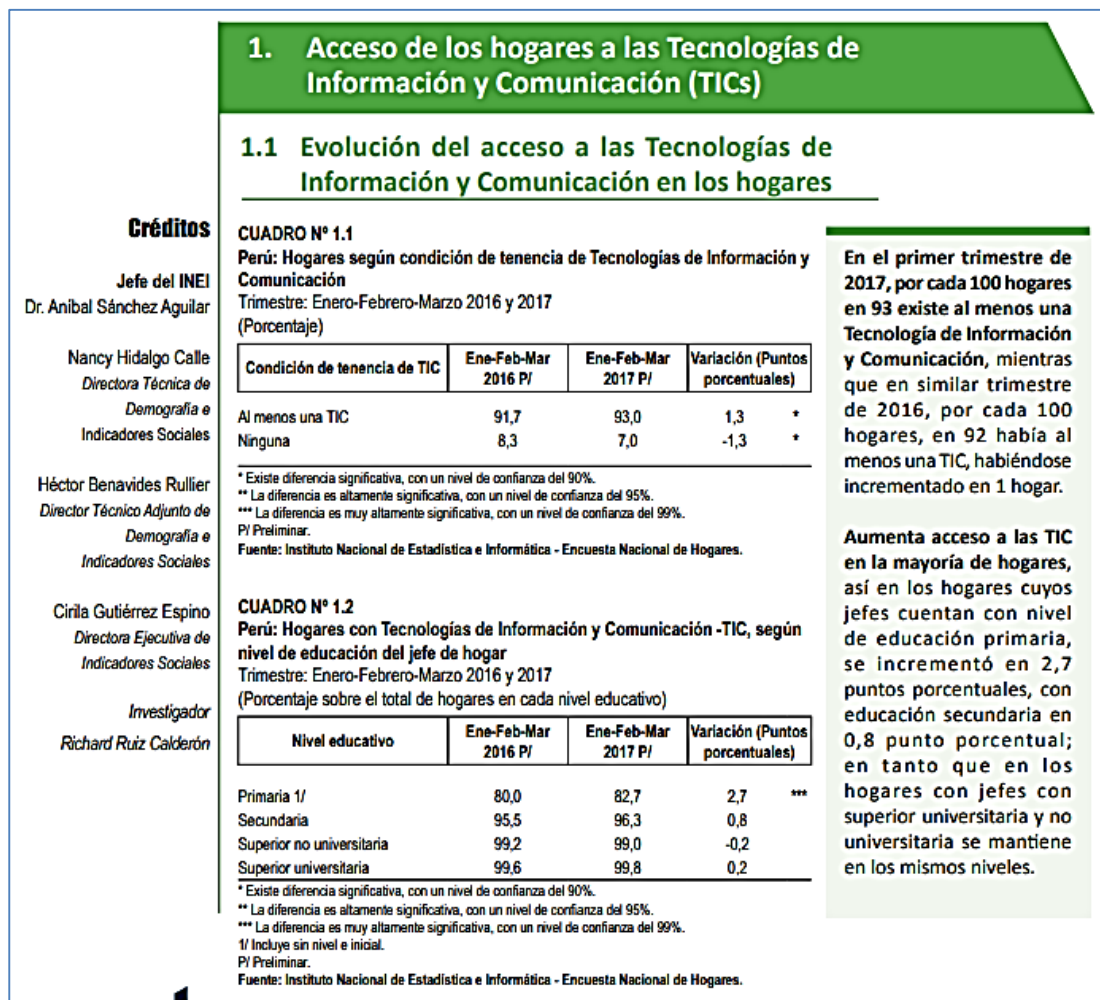 1. Acceso de los hogares a las Tecnologías de
Información y Comunicación (TICs)
1.1 Evolución del acceso a las Tecnologías de
Información y Comunicación en los hogares
Créditos
Jefe del INEI
Dr. Aníbal Sánchez Aguilar
Nancy Hidalgo Calle
Directora Técnica de
Demografía e
Indicadores Sociales
Héctor Benavides Rullier
Director Técnico Adjunto de
Demografía e
Indicadores Sociales
Cirila Gutiérrez Espino
Directora Ejecutiva de
Indicadores Sociales
Investigador
Richard Ruiz Calderón
CUADRO Nº 1.1
Perú: Hogares según condición de tenencia de Tecnologías de Información y
Comunicación
Trimestre: Enero-Febrero-Marzo 2016 y 2017
(Porcentaje)
Condición de tenencia de TIC Ene-Feb-Mar 2016 P/ Ene-Feb-Mar 2017 P/ Variación (Puntos porcentuales)
Al menos una TIC 91,7 93,0 1,3 *
Ninguna 8,3 7,0 -1,3 *
* Existe diferencia significativa, con un nivel de confianza del 90%.
** La diferencia es altamente significativa, con un nivel de confianza del 95%.
*** La diferencia es muy altamente significativa, con un nivel de confianza del 99%.
P/ Preliminar.
Fuente: Instituto Nacional de Estadística e Informática - Encuesta Nacional de Hogares.
CUADRO Nº 1.2
Perú: Hogares con Tecnologías de Información y Comunicación -TIC, según
nivel de educación del jefe de hogar
Trimestre: Enero-Febrero-Marzo 2016 y 2017
(Porcentaje sobre el total de hogares en cada nivel educativo)
Nivel educativo Ene-Feb-Mar 2016 P/ Ene-Feb-Mar 2017 P/ Variación (Puntos porcentuales)
Primaria 1/ 80,0 82,7 2,7 ***
Secundaria 95,5 96,3 0,8
Superior no universitaria 99,2 99,0 -0,2
Superior universitaria 99,6 99,8 0,2
* Existe diferencia significativa, con un nivel de confianza del 90%.
** La diferencia es altamente significativa, con un nivel de confianza del 95%.
*** La diferencia es muy altamente significativa, con un nivel de confianza del 99%.
1/ Incluye sin nivel e inicial.
P/ Preliminar.
Fuente: Instituto Nacional de Estadística e Informática - Encuesta Nacional de Hogares.
En el primer trimestre de
2017, por cada 100 hogares
en 93 existe al menos una
Tecnología de Información
y Comunicación, mientras
que en similar trimestre
de 2016, por cada 100
hogares, en 92 había al
menos una TIC, habiéndose
incrementado en 1 hogar.
Aumenta acceso a las TIC
en la mayoría de hogares,
así en los hogares cuyos
jefes cuentan con nivel
de educación primaria,
se incrementó en 2,7
puntos porcentuales, con
educación secundaria en
0,8 punto porcentual;
en tanto que en los
hogares con jefes con
superior universitaria y no
universitaria se mantiene
en los mismos niveles.